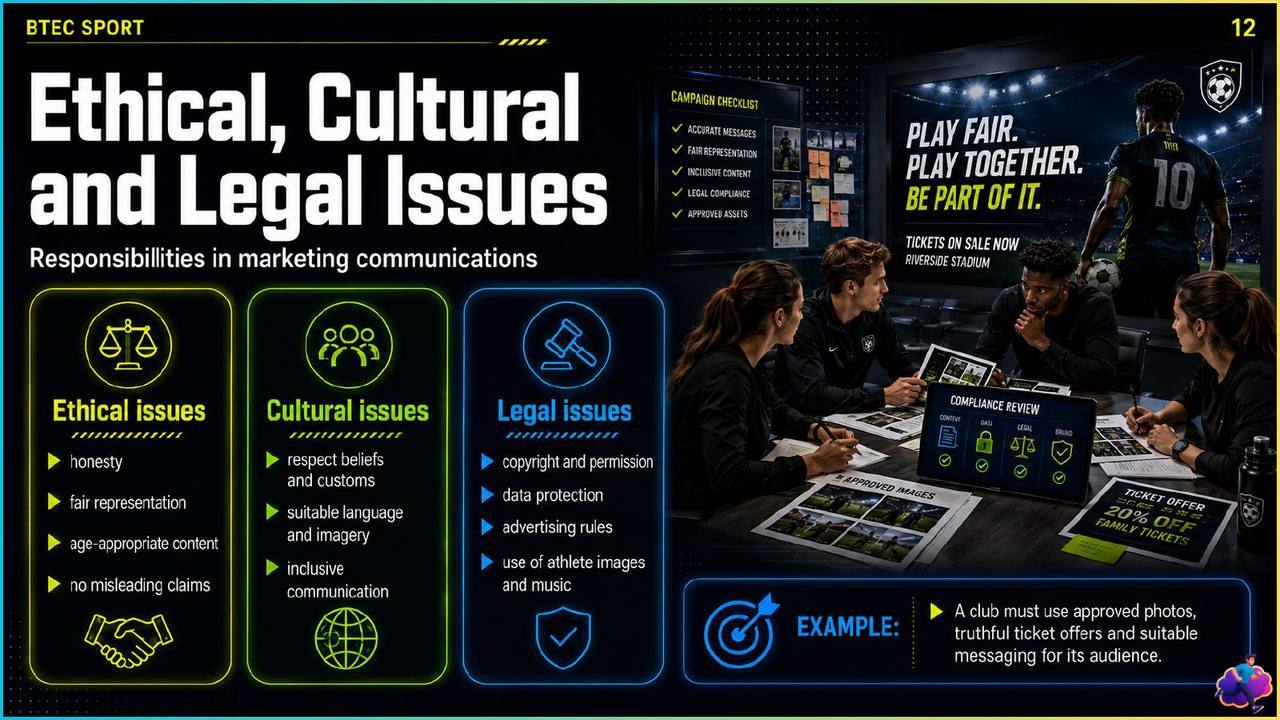 BTEC SPORT
12
Ethical, Cultural
and Legal Issues
Responsibilities in marketing communications
Ethical issues
honesty
fair representation
age-appropriate content
no misleading claims
Cultural issues
respect beliefs
and customs
suitable language
and imagery
inclusive
communication
Legal issues
copyright and permission
data protection
advertising rules
use of athlete images
and music
CAMPAIGN CHECKLIST
ACCURATE MESSAGES
FAIR REPRESENTATION
INCLUSIVE CONTENT
LEGAL COMPLIANCE
APPROVED ASSETS
PLAY FAIR.
PLAY TOGETHER.
BE PART OF IT.
TICKETS ON SALE NOW
RIVERSIDE STADIUM
10
COMPLIANCE REVIEW
CONTENT
DATA
LEGAL
BRAND
APPROVED IMAGES
TICKET OFFER
20% OFF
FAMILY TICKETS
EXAMPLE:
A club must use approved photos,
truthful ticket offers and suitable
messaging for its audience.